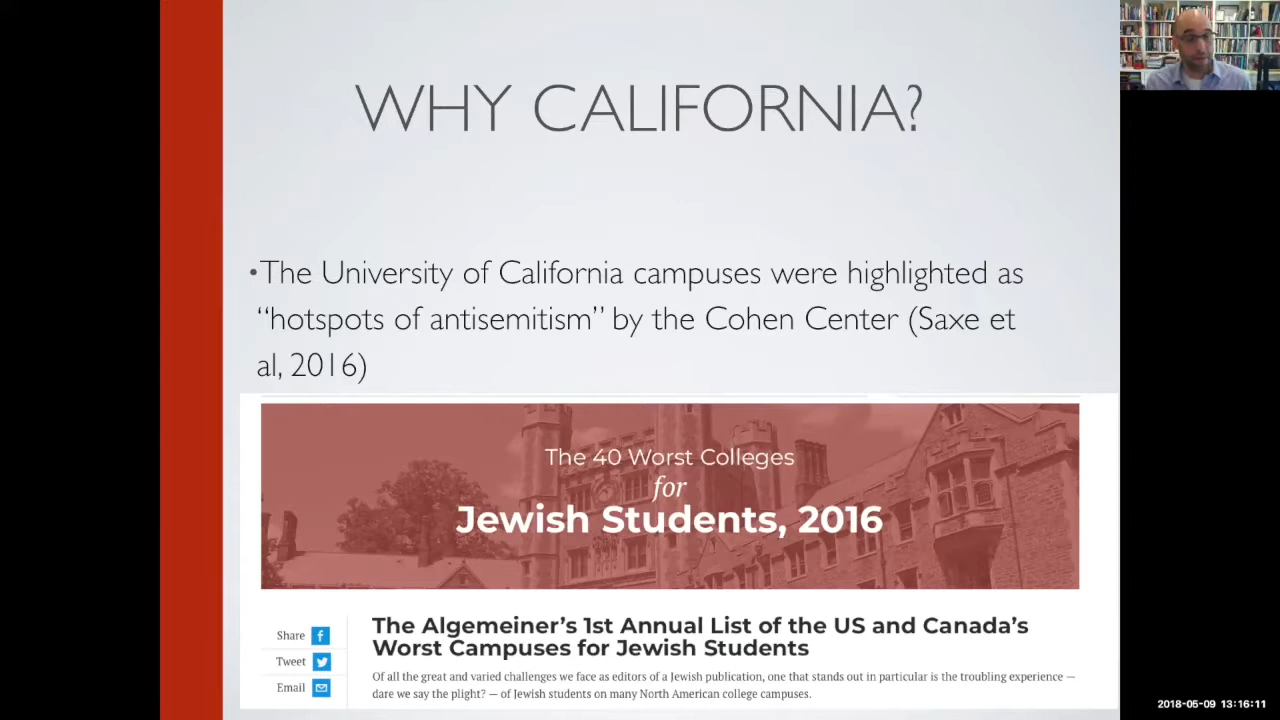 WHY CALIFORNIA?
•The University of California campuses were highlighted as
“hotspots of antisemitism” by the Cohen Center (Saxe et
al, 2016)
The 40 Worst Colleges
for
Jewish Students, 2016
The Algemeiner’s 1st Annual List of the US and Canada’s
Worst Campuses for Jewish Students
Share
Tweet
Email
Of all the great and varied challenges we face as editors of a Jewish publication, one that stands out in particular is the troubling experience —
dare we say the plight? — of Jewish students on many North American college campuses.
2018-05-09 13:16:11